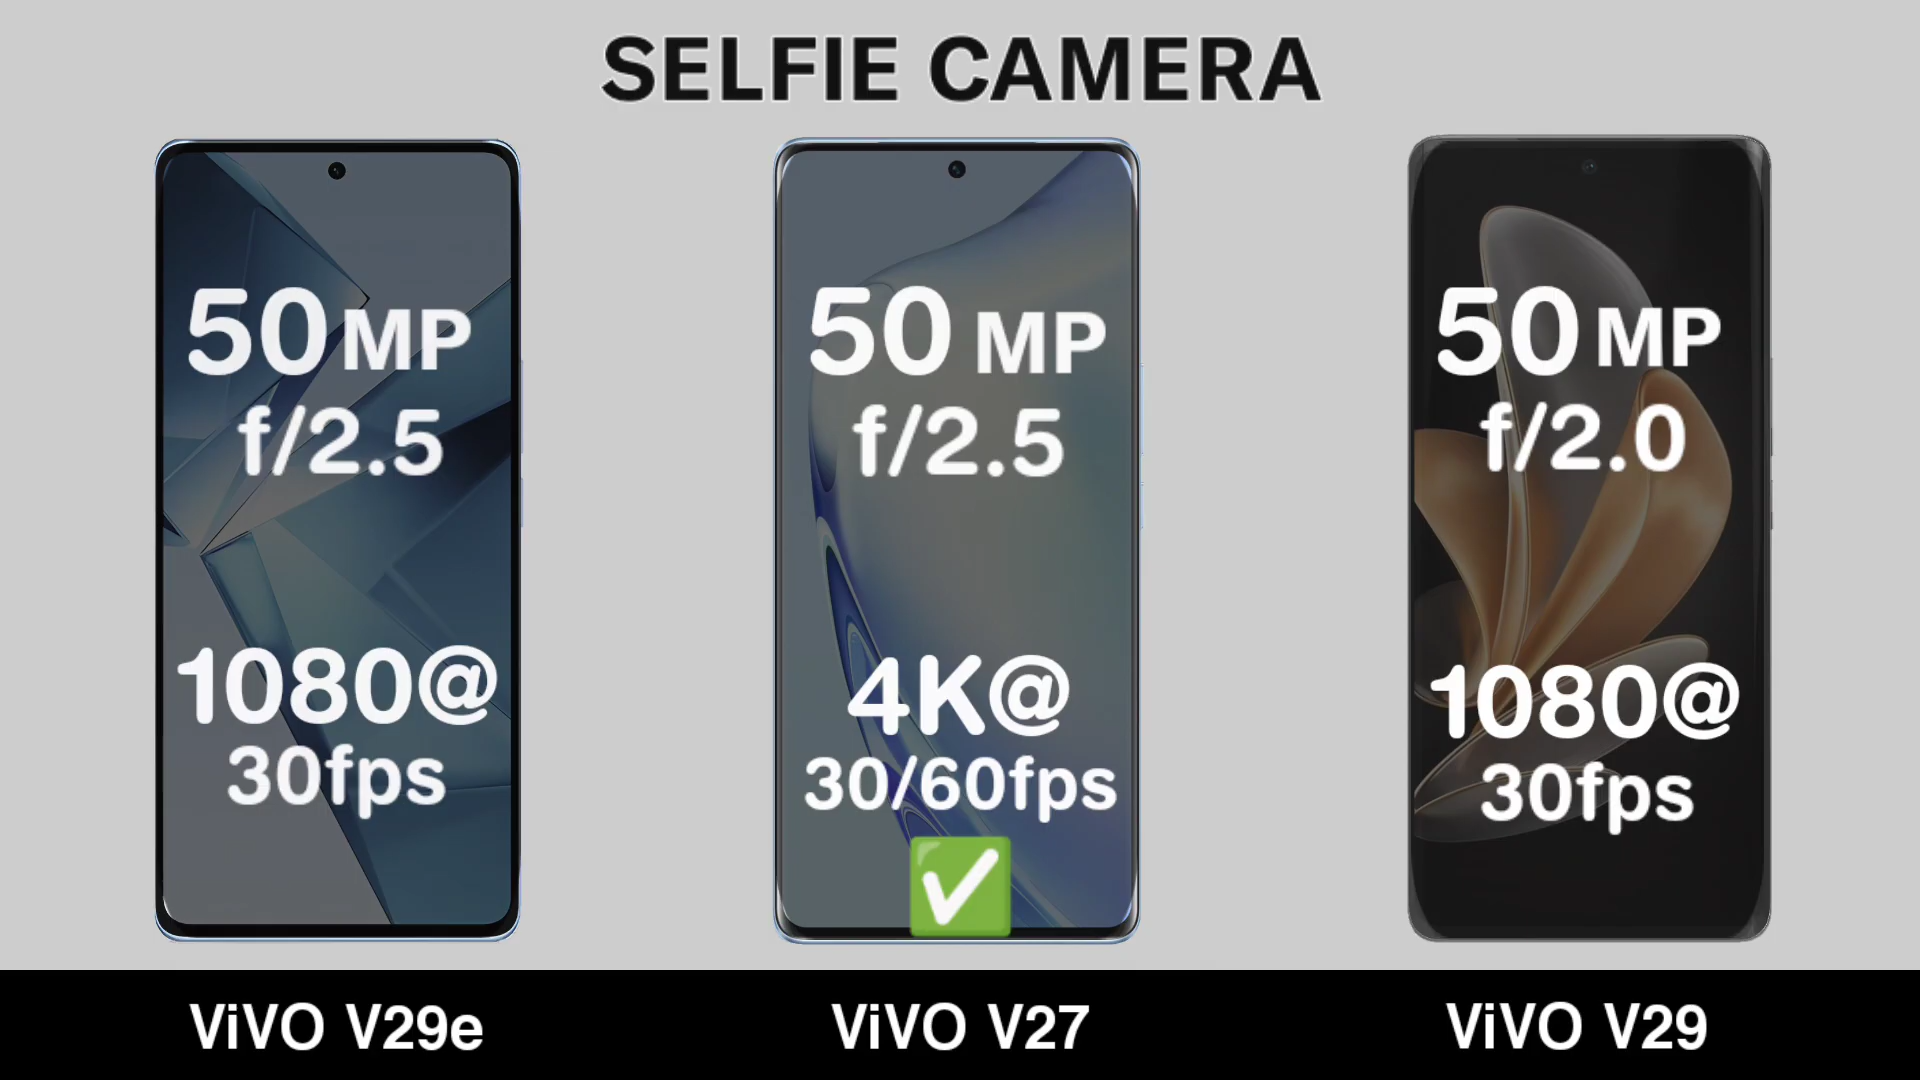 SELFIE CAMERA
50 MP
f/2.5
1080@
30fps
ViVO V29e
50 MP
f/2.5
4K@
30/60fps
ViVO V27
50 MP
f/2.0
1080@
30fps
ViVO V29